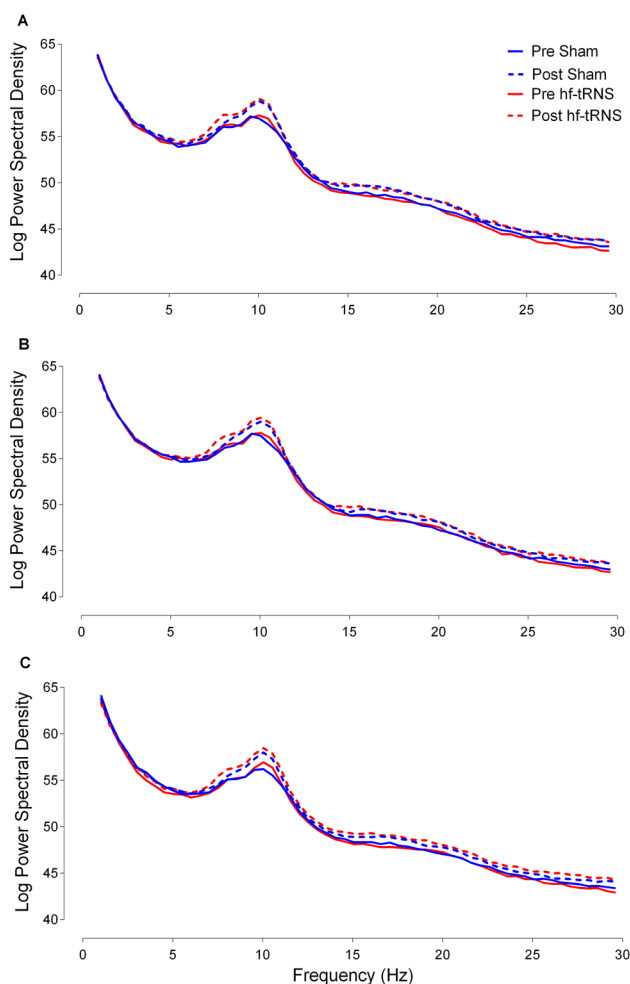 A
65
60
55
50
45
40
Log Power Spectral Density
Pre Sham
Post Sham
Pre hf-tRNS
Post hf-tRNS
0 5 10 15 20 25 30
B
65
60
55
50
45
40
Log Power Spectral Density
0 5 10 15 20 25 30
C
65
60
55
50
45
40
Log Power Spectral Density
0 5 10 15 20 25 30
Frequency (Hz)